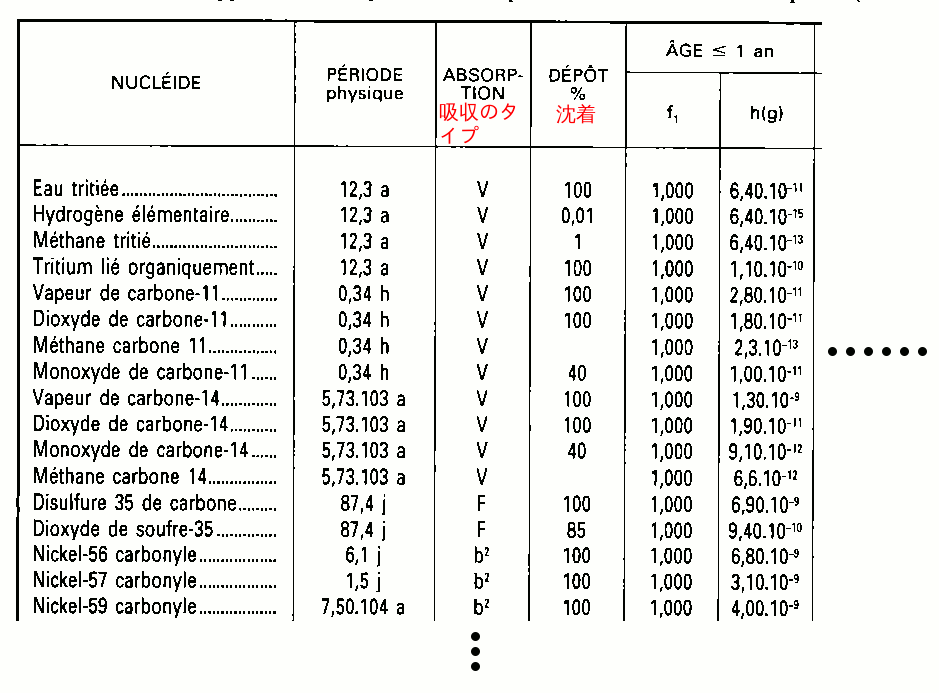 NUCLÉIDE PÉRIODE physique ABSORP-TION 吸収のタイプ DÉPÔT % 沈着 ÂGE ≤ 1 an
f₁ h(g)
Eau tritiée.................................... 12,3 a V 100 1,000 6,40.10⁻¹¹
Hydrogène élémentaire........... 12,3 a V 0,01 1,000 6,40.10⁻¹⁵
Méthane tritié............................. 12,3 a V 1 1,000 6,40.10⁻¹³
Tritium lié organiquement..... 12,3 a V 100 1,000 1,10.10⁻¹⁰
Vapeur de carbone-11............. 0,34 h V 100 1,000 2,80.10⁻¹¹
Dioxyde de carbone-11........... 0,34 h V 100 1,000 1,80.10⁻¹¹
Méthane carbone 11................ 0,34 h V 1,000 2,3.10⁻¹³
Monoxyde de carbone-11...... 0,34 h V 40 1,000 1,00.10⁻¹¹
Vapeur de carbone-14............. 5,73.103 a V 100 1,000 1,30.10⁻⁹
Dioxyde de carbone-14........... 5,73.103 a V 100 1,000 1,90.10⁻¹¹
Monoxyde de carbone-14...... 5,73.103 a V 40 1,000 9,10.10⁻¹²
Méthane carbone 14................ 5,73.103 a V 1,000 6,6.10⁻¹²
Disulfure 35 de carbone......... 87,4 j F 100 1,000 6,90.10⁻⁹
Dioxyde de soufre-35.............. 87,4 j F 85 1,000 9,40.10⁻¹⁰
Nickel-56 carbonyle.................. 6,1 j b² 100 1,000 6,80.10⁻⁹
Nickel-57 carbonyle.................. 1,5 j b² 100 1,000 3,10.10⁻⁹
Nickel-59 carbonyle.................. 7,50.104 a b² 100 1,000 4,00.10⁻⁹